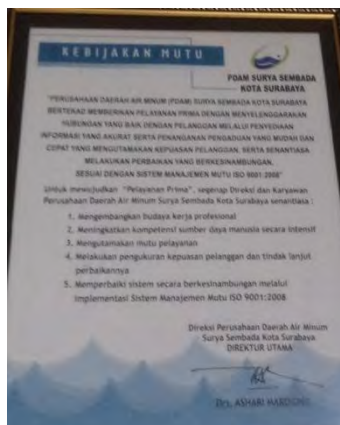 KEBIJAKAN MUTU
PDAM SURYA SEMBADA
KOTA SURABAYA
"PERUSAHAAN DAERAH AIR MINUM (PDAM) SURYA SEMBADA KOTA SURABAYA
BERTEKAD MEMBERIKAN PELAYANAN PRIMA DENGAN MENYELENGGARAKAN
HUBUNGAN YANG BAIK DENGAN PELANGGAN MELALUI PENYEDIAAN
INFORMASI YANG AKURAT SERTA PENANGANAN PENGADUAN YANG MUDAH DAN
CEPAT YANG MENGUTAMAKAN KEPUASAN PELANGGAN, SERTA SENANTIASA
MELAKUKAN PERBAIKAN YANG BERKESINAMBUNGAN.
SESUAI DENGAN SISTEM MANAJEMEN MUTU ISO 9001:2008"
Untuk mewujudkan "Pelayanan Prima", segenap Direksi dan Karyawan
Perusahaan Daerah Air Minum Surya Sembada Kota Surabaya senantiasa :
1. Mengembangkan budaya kerja profesional
2. Meningkatkan kompetensi sumber daya manusia secara intensif
3. Mengutamakan mutu pelayanan
4. Melakukan pengukuran kepuasan pelanggan dan tindak lanjut
perbaikannya
5. Memperbaiki sistem secara berkesinambungan melalui
implementasi Sistem Manajemen Mutu ISO 9001:2008
Direksi Perusahaan Daerah Air Minum
Surya Sembada Kota Surabaya
DIREKTUR UTAMA
Drs. ASHARI MARDIONO